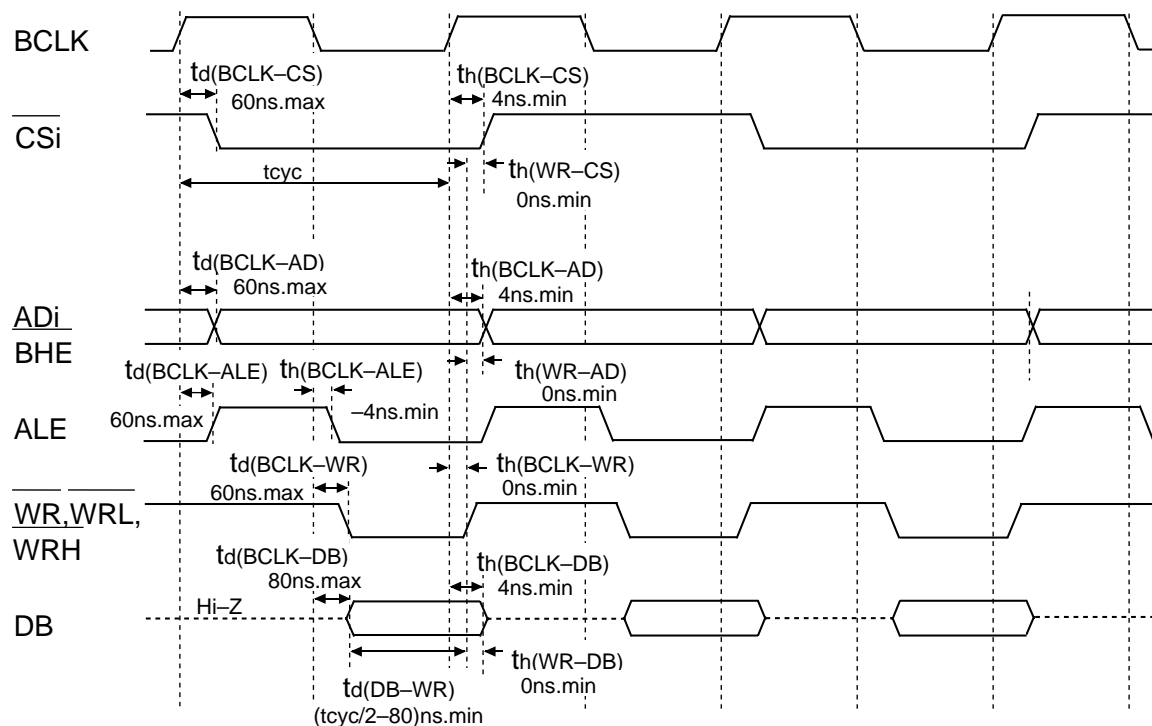 BCLK
td(BCLK–CS)
60ns.max
th(BCLK–CS)
4ns.min
CSi
tcyc
th(WR–CS)
0ns.min
td(BCLK–AD)
60ns.max
th(BCLK–AD)
4ns.min
ADi
BHE
td(BCLK–ALE)
60ns.max
th(BCLK–ALE)
–4ns.min
th(WR–AD)
0ns.min
ALE
td(BCLK–WR)
60ns.max
th(BCLK–WR)
0ns.min
WR,WRL,
WRH
td(BCLK–DB)
80ns.max
th(BCLK–DB)
4ns.min
Hi–Z
DB
th(WR–DB)
0ns.min
td(DB–WR)
(tcyc/2–80)ns.min